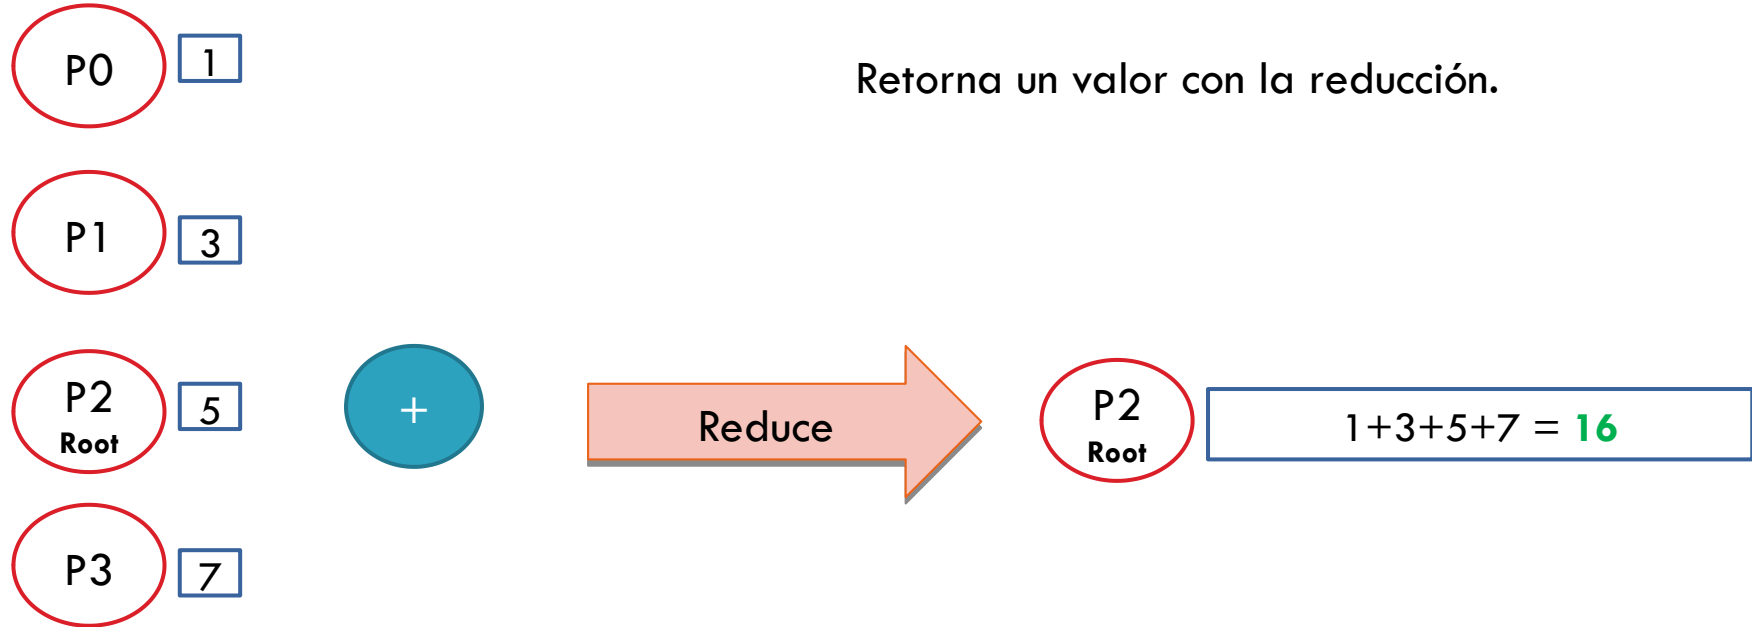 P0
1
Retorna un valor con la reducción.
P1
3
P2
Root
5
+
Reduce
P2
Root
1+3+5+7 = 16
P3
7